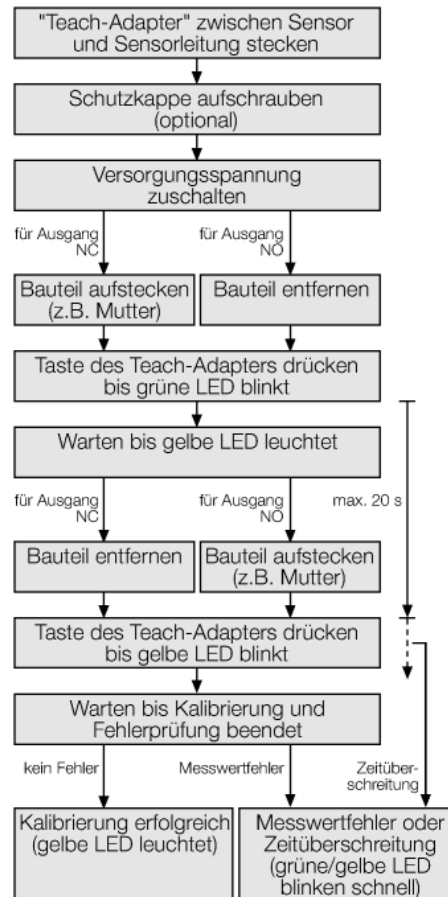 "Teach-Adapter" zwischen Sensor
und Sensorleitung stecken
Schutzkappe aufschrauben
(optional)
Versorgungsspannung
zuschalten
für Ausgang
NC
für Ausgang
NO
Bauteil aufstecken
(z.B. Mutter)
Bauteil entfernen
Taste des Teach-Adapters drücken
bis grüne LED blinkt
Warten bis gelbe LED leuchtet
für Ausgang
NC
für Ausgang
NO
max. 20 s
Bauteil entfernen
Bauteil aufstecken
(z.B. Mutter)
Taste des Teach-Adapters drücken
bis gelbe LED blinkt
Warten bis Kalibrierung und
Fehlerprüfung beendet
kein Fehler
Messwertfehler
Zeitüber-
schreitung
Kalibrierung erfolgreich
(gelbe LED leuchtet)
Messwertfehler oder
Zeitüberschreitung
(grüne/gelbe LED
blinken schnell)